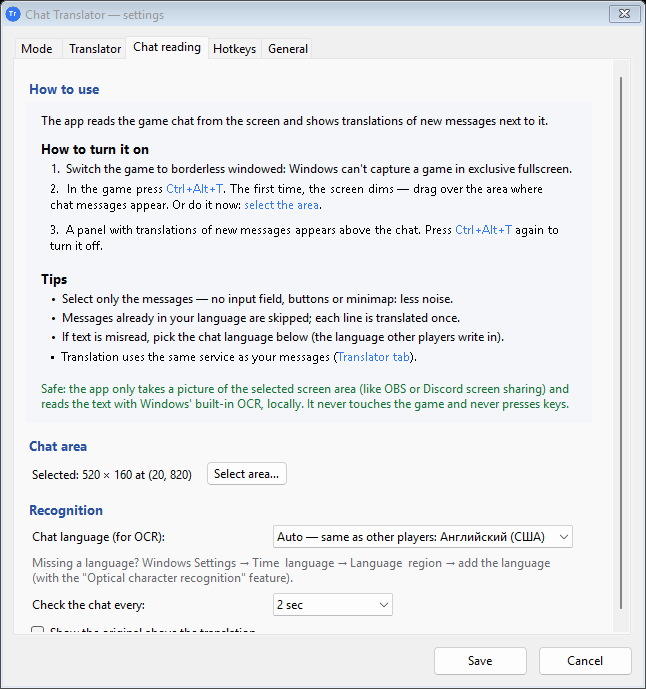 Tr Chat Translator — settings
Mode Translator Chat reading Hotkeys General
How to use
The app reads the game chat from the screen and shows translations of new messages next to it.
How to turn it on
1. Switch the game to borderless windowed: Windows can't capture a game in exclusive fullscreen.
2. In the game press Ctrl+Alt+T. The first time, the screen dims — drag over the area where
chat messages appear. Or do it now: select the area.
3. A panel with translations of new messages appears above the chat. Press Ctrl+Alt+T again to
turn it off.
Tips
• Select only the messages — no input field, buttons or minimap: less noise.
• Messages already in your language are skipped; each line is translated once.
• If text is misread, pick the chat language below (the language other players write in).
• Translation uses the same service as your messages (Translator tab).
Safe: the app only takes a picture of the selected screen area (like OBS or Discord screen sharing) and
reads the text with Windows' built-in OCR, locally. It never touches the game and never presses keys.
Chat area
Selected: 520 × 160 at (20, 820) Select area...
Recognition
Chat language (for OCR): Auto — same as other players: Английский (США)
Missing a language? Windows Settings → Time language → Language region → add the language
(with the "Optical character recognition" feature).
Check the chat every: 2 sec
Show the original above the translation
Save Cancel